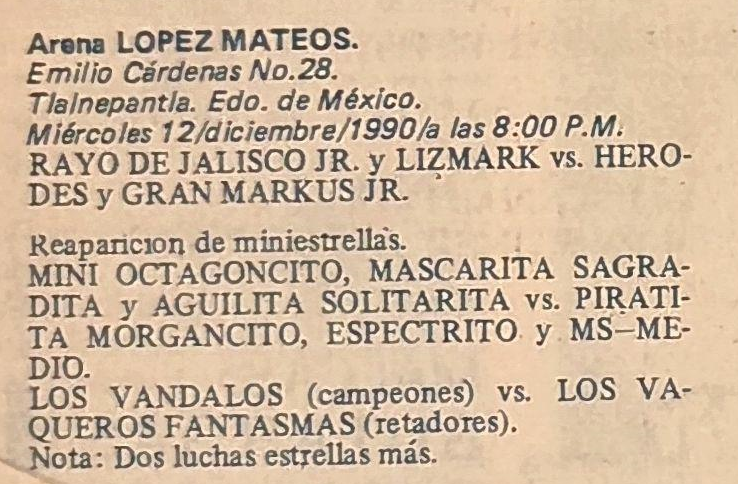 Arena LOPEZ MATEOS.
Emilio Cárdenas No.28.
Tlalnepantla. Edo. de México.
Miércoles 12/diciembre/1990/a las 8:00 P.M.
RAYO DE JALISCO JR. y LIZMARK vs. HERO-
DES y GRAN MARKUS JR.
Reaparicion de miniestrellas.
MINI OCTAGONCITO, MASCARITA SAGRA-
DITA y AGUILITA SOLITARITA vs. PIRATI-
TA MORGANCITO, ESPECTRITO y MS-ME-
DIO.
LOS VANDALOS (campeones) vs. LOS VA-
QUEROS FANTASMAS (retadores).
Nota: Dos luchas estrellas más.